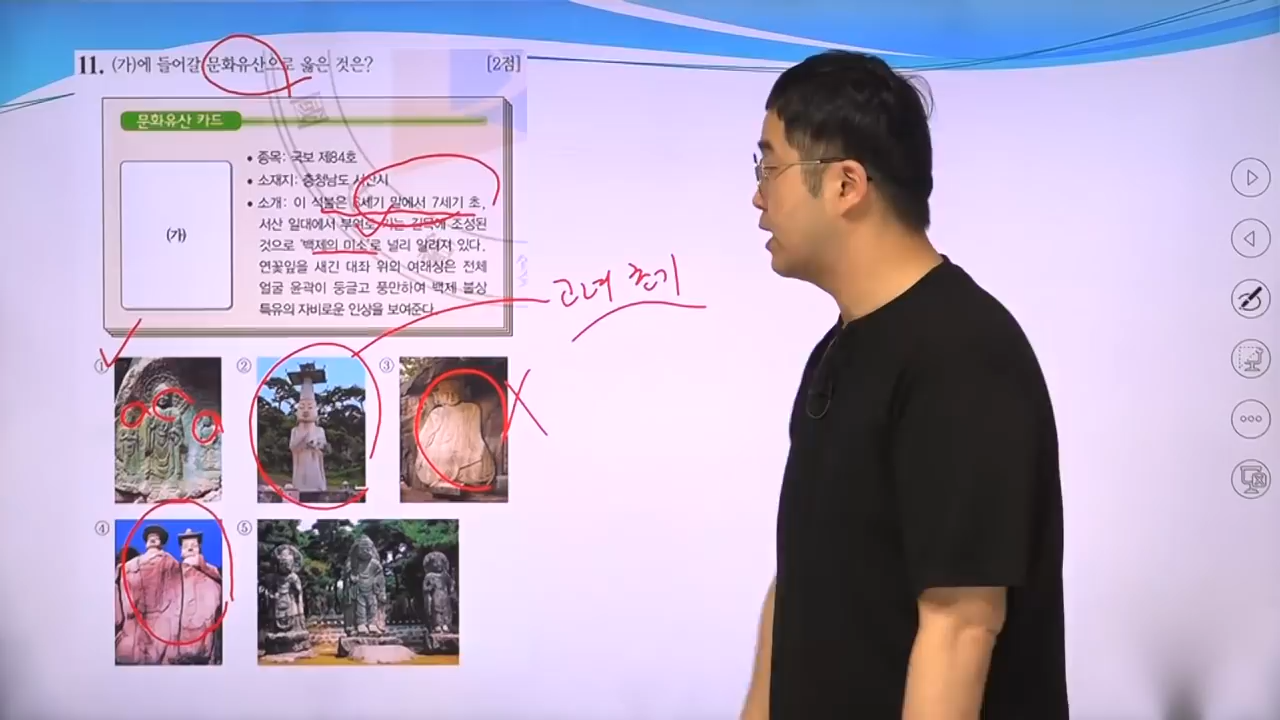 11. (가)에 들어갈 문화유산으로 옳은 것은? [2점]
문화유산 카드
(가)
• 종목: 국보 제84호
• 소재지: 충청남도 서산시
• 소개: 이 석불은 6세기 말에서 7세기 초,
서산 일대에서 부여로 가는 길목에 조성된
것으로 '백제의 미소'로 널리 알려져 있다.
연꽃잎을 새긴 대좌 위의 여래상은 전체
얼굴 윤곽이 둥글고 풍만하여 백제 불상
특유의 자비로운 인상을 보여준다.
고려 초기
① ② ③
④ ⑤